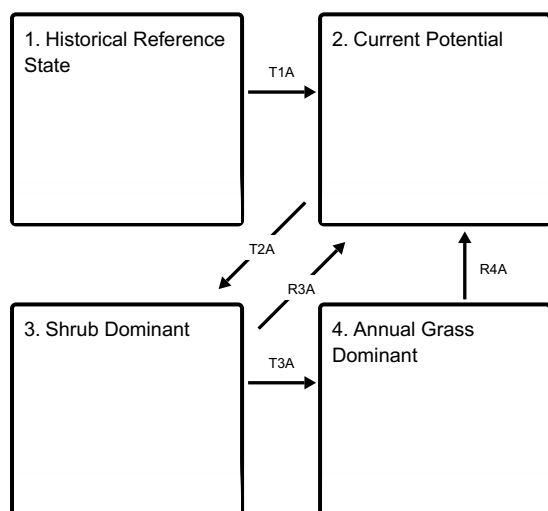 1. Historical Reference
State
2. Current Potential
T1A
T2A
R3A
R4A
3. Shrub Dominant
T3A
4. Annual Grass
Dominant